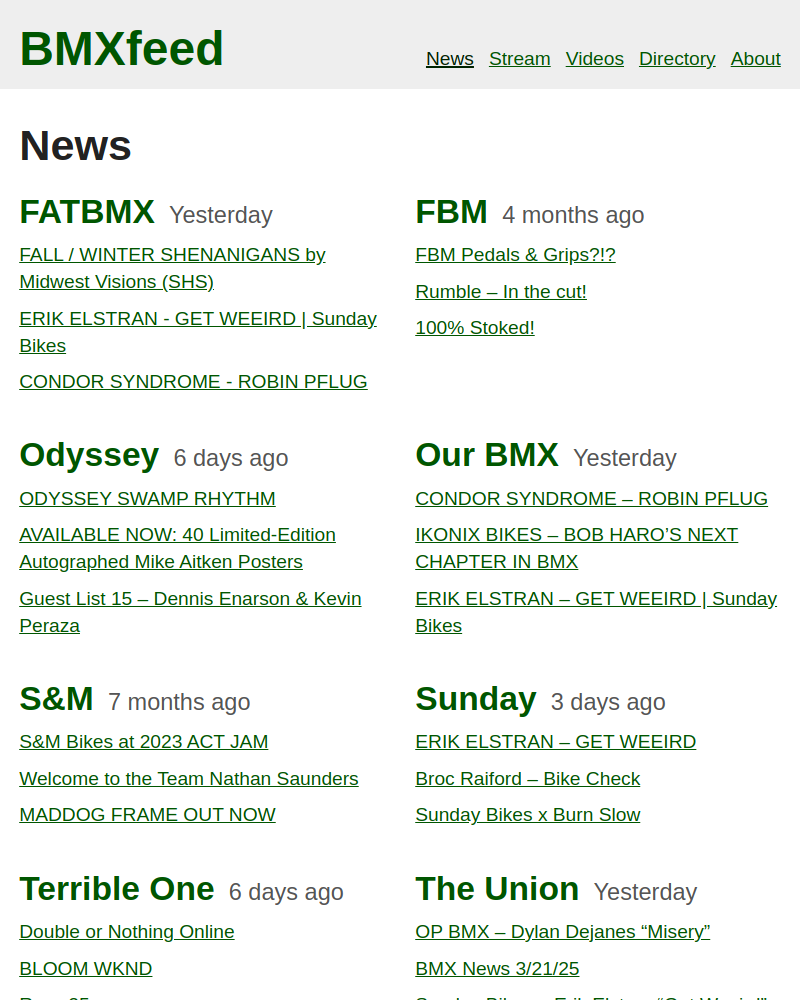 BMXfeed
News Stream Videos Directory About
News
FATBMX Yesterday
FALL / WINTER SHENANIGANS by
Midwest Visions (SHS)
ERIK ELSTRAN - GET WEEIRD | Sunday
Bikes
CONDOR SYNDROME - ROBIN PFLUG
FBM 4 months ago
FBM Pedals & Grips?!?
Rumble – In the cut!
100% Stoked!
Odyssey 6 days ago
ODYSSEY SWAMP RHYTHM
AVAILABLE NOW: 40 Limited-Edition
Autographed Mike Aitken Posters
Guest List 15 – Dennis Enarson & Kevin
Peraza
Our BMX Yesterday
CONDOR SYNDROME – ROBIN PFLUG
IKONIX BIKES – BOB HARO’S NEXT
CHAPTER IN BMX
ERIK ELSTRAN – GET WEEIRD | Sunday
Bikes
S&M 7 months ago
S&M Bikes at 2023 ACT JAM
Welcome to the Team Nathan Saunders
MADDOG FRAME OUT NOW
Sunday 3 days ago
ERIK ELSTRAN – GET WEEIRD
Broc Raiford – Bike Check
Sunday Bikes x Burn Slow
Terrible One 6 days ago
Double or Nothing Online
BLOOM WKND
The Union Yesterday
OP BMX – Dylan Dejanes “Misery”
BMX News 3/21/25